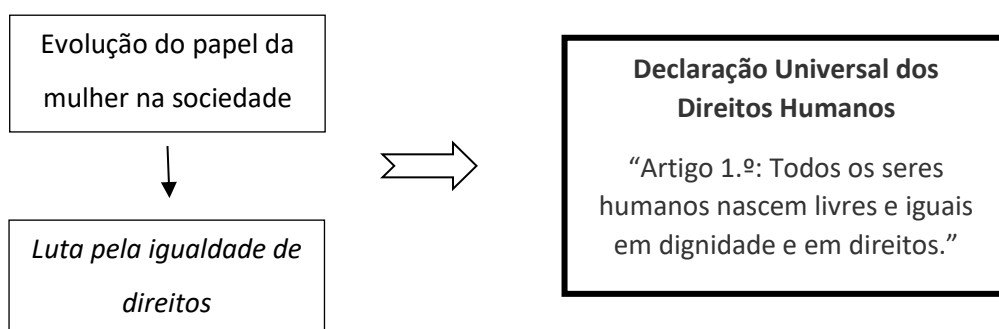 Evolução do papel da
mulher na sociedade
Luta pela igualdade de
direitos
Declaração Universal dos
Direitos Humanos
“Artigo 1.º: Todos os seres
humanos nascem livres e iguais
em dignidade e em direitos.”